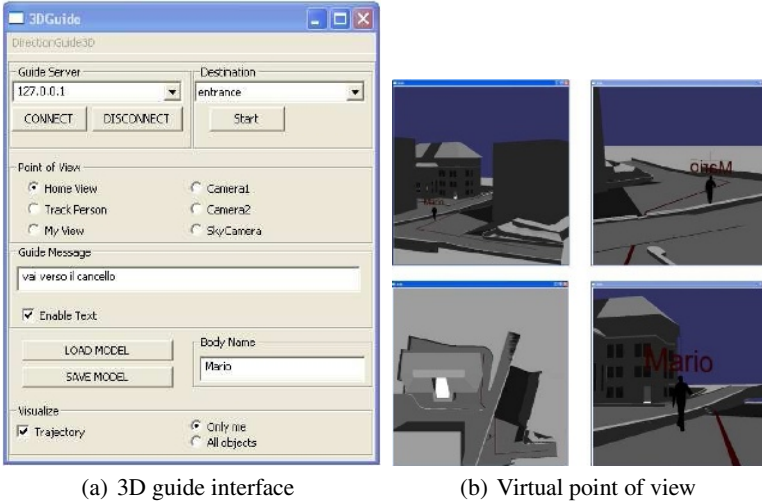 3DGuide
DirectionGuide3D
Guide Server
Destination
127.0.0.1
entrance
CONNECT
DISCONNECT
Start
Point of View
Home View
Camera1
Track Person
Camera2
My View
SkyCamera
Guide Message
vai verso il cancello
Enable Text
LOAD MODEL
SAVE MODEL
Body Name
Mario
Visualize
Trajectory
Only me
All objects
Mario
Mario
Mario
(a) 3D guide interface
(b) Virtual point of view